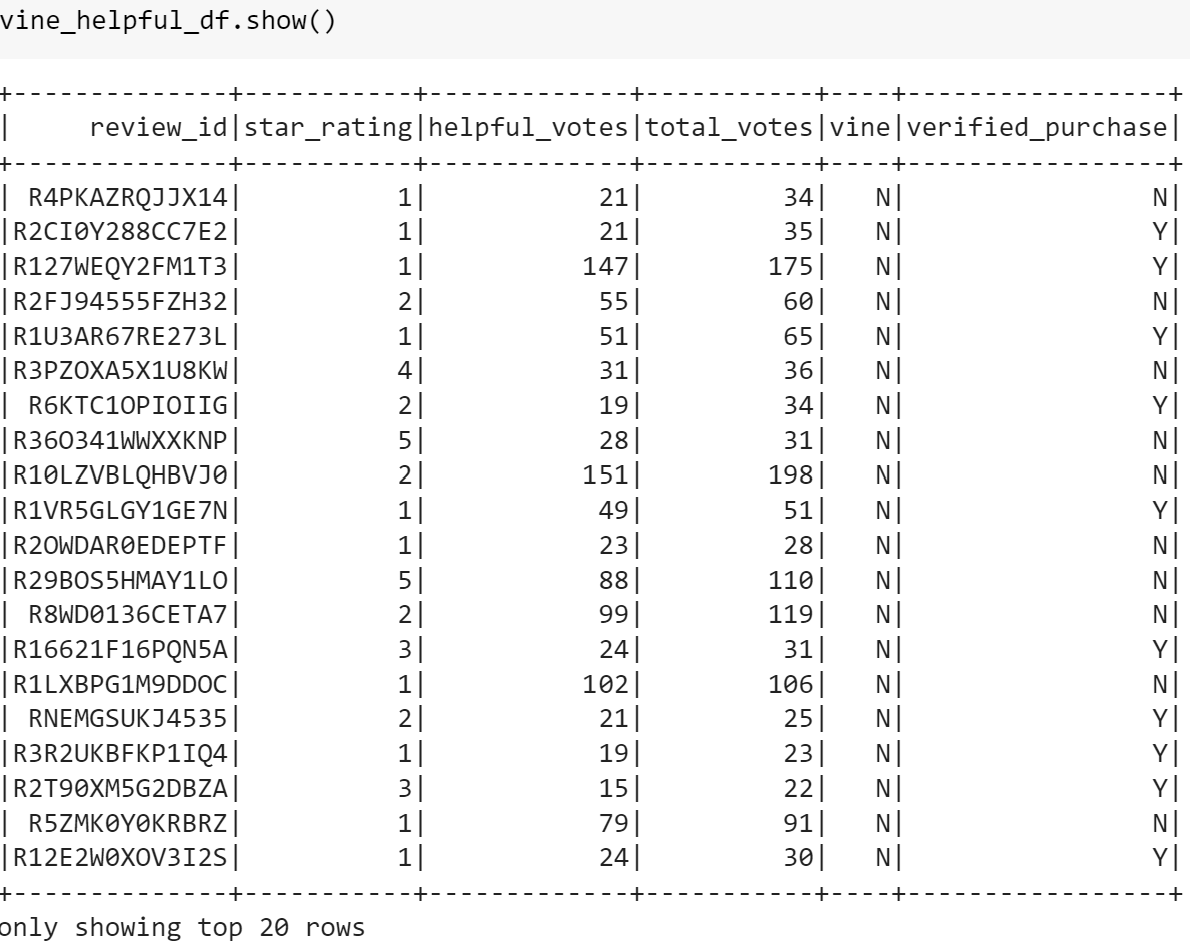 vine_helpful_df.show()
+--------------+-----------+--------------+-----------+----+-----------------+
|     review_id|star_rating|helpful_votes|total_votes|vine|verified_purchase|
+--------------+-----------+--------------+-----------+----+-----------------+
| R4PKAZRQJJX14|          1|           21|         34|   N|                N|
|R2CI0Y288CC7E2|          1|           21|         35|   N|                Y|
|R127WEQY2FM1T3|          1|          147|        175|   N|                Y|
|R2FJ94555FZH32|          2|           55|         60|   N|                N|
|R1U3AR67RE273L|          1|           51|         65|   N|                Y|
|R3PZOXA5X1U8KW|          4|           31|         36|   N|                N|
| R6KTC1OPIOIIG|          2|           19|         34|   N|                Y|
|R36O341WWXXKNP|          5|           28|         31|   N|                N|
|R10LZVBLQHBVJ0|          2|          151|        198|   N|                N|
|R1VR5GLGY1GE7N|          1|           49|         51|   N|                Y|
|R2OWDAR0EDEPTF|          1|           23|         28|   N|                N|
|R29BOS5HMAY1LO|          5|           88|        110|   N|                N|
| R8WD0136CETA7|          2|           99|        119|   N|                N|
|R16621F16PQN5A|          3|           24|         31|   N|                Y|
|R1LXBPG1M9DDOC|          1|          102|        106|   N|                N|
| RNEMGSUKJ4535|          2|           21|         25|   N|                Y|
|R3R2UKBFKP1IQ4|          1|           19|         23|   N|                Y|
|R2T90XM5G2DBZA|          3|           15|         22|   N|                Y|
| R5ZMK0Y0KRBRZ|          1|           79|         91|   N|                N|
|R12E2W0XOV3I2S|          1|           24|         30|   N|                Y|
+--------------+-----------+--------------+-----------+----+-----------------+
only showing top 20 rows